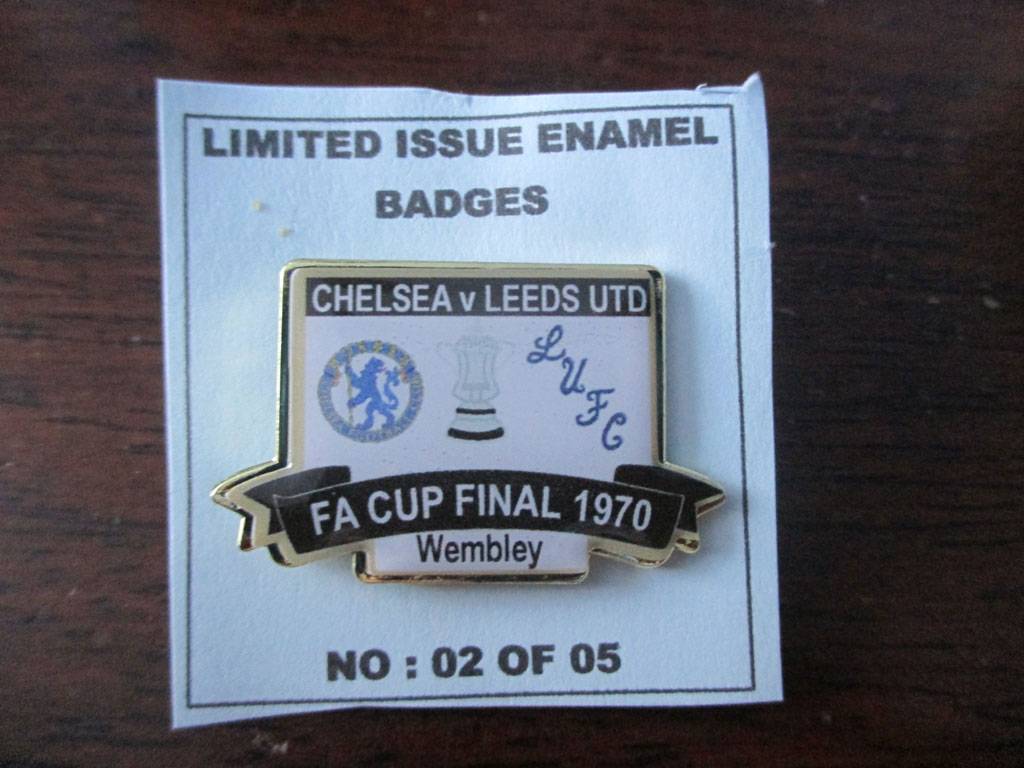 LIMITED ISSUE ENAMEL
BADGES
CHELSEA v LEEDS UTD
L
U
F
C
FA CUP FINAL 1970
Wembley
NO : 02 OF 05